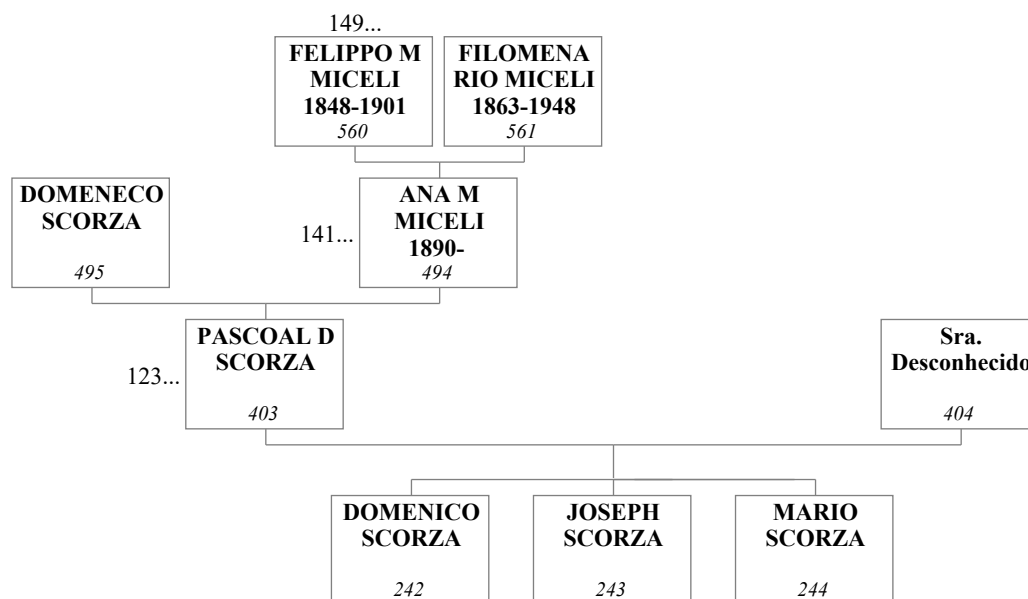 149...
FELIPPO M
MICELI
1848-1901
560
FILOMENA
RIO MICELI
1863-1948
561
DOMENECO
SCORZA
495
141...
ANA M
MICELI
1890-
494
123...
PASCOAL D
SCORZA
403
Sra.
Desconhecido
404
DOMENICO
SCORZA
242
JOSEPH
SCORZA
243
MARIO
SCORZA
244